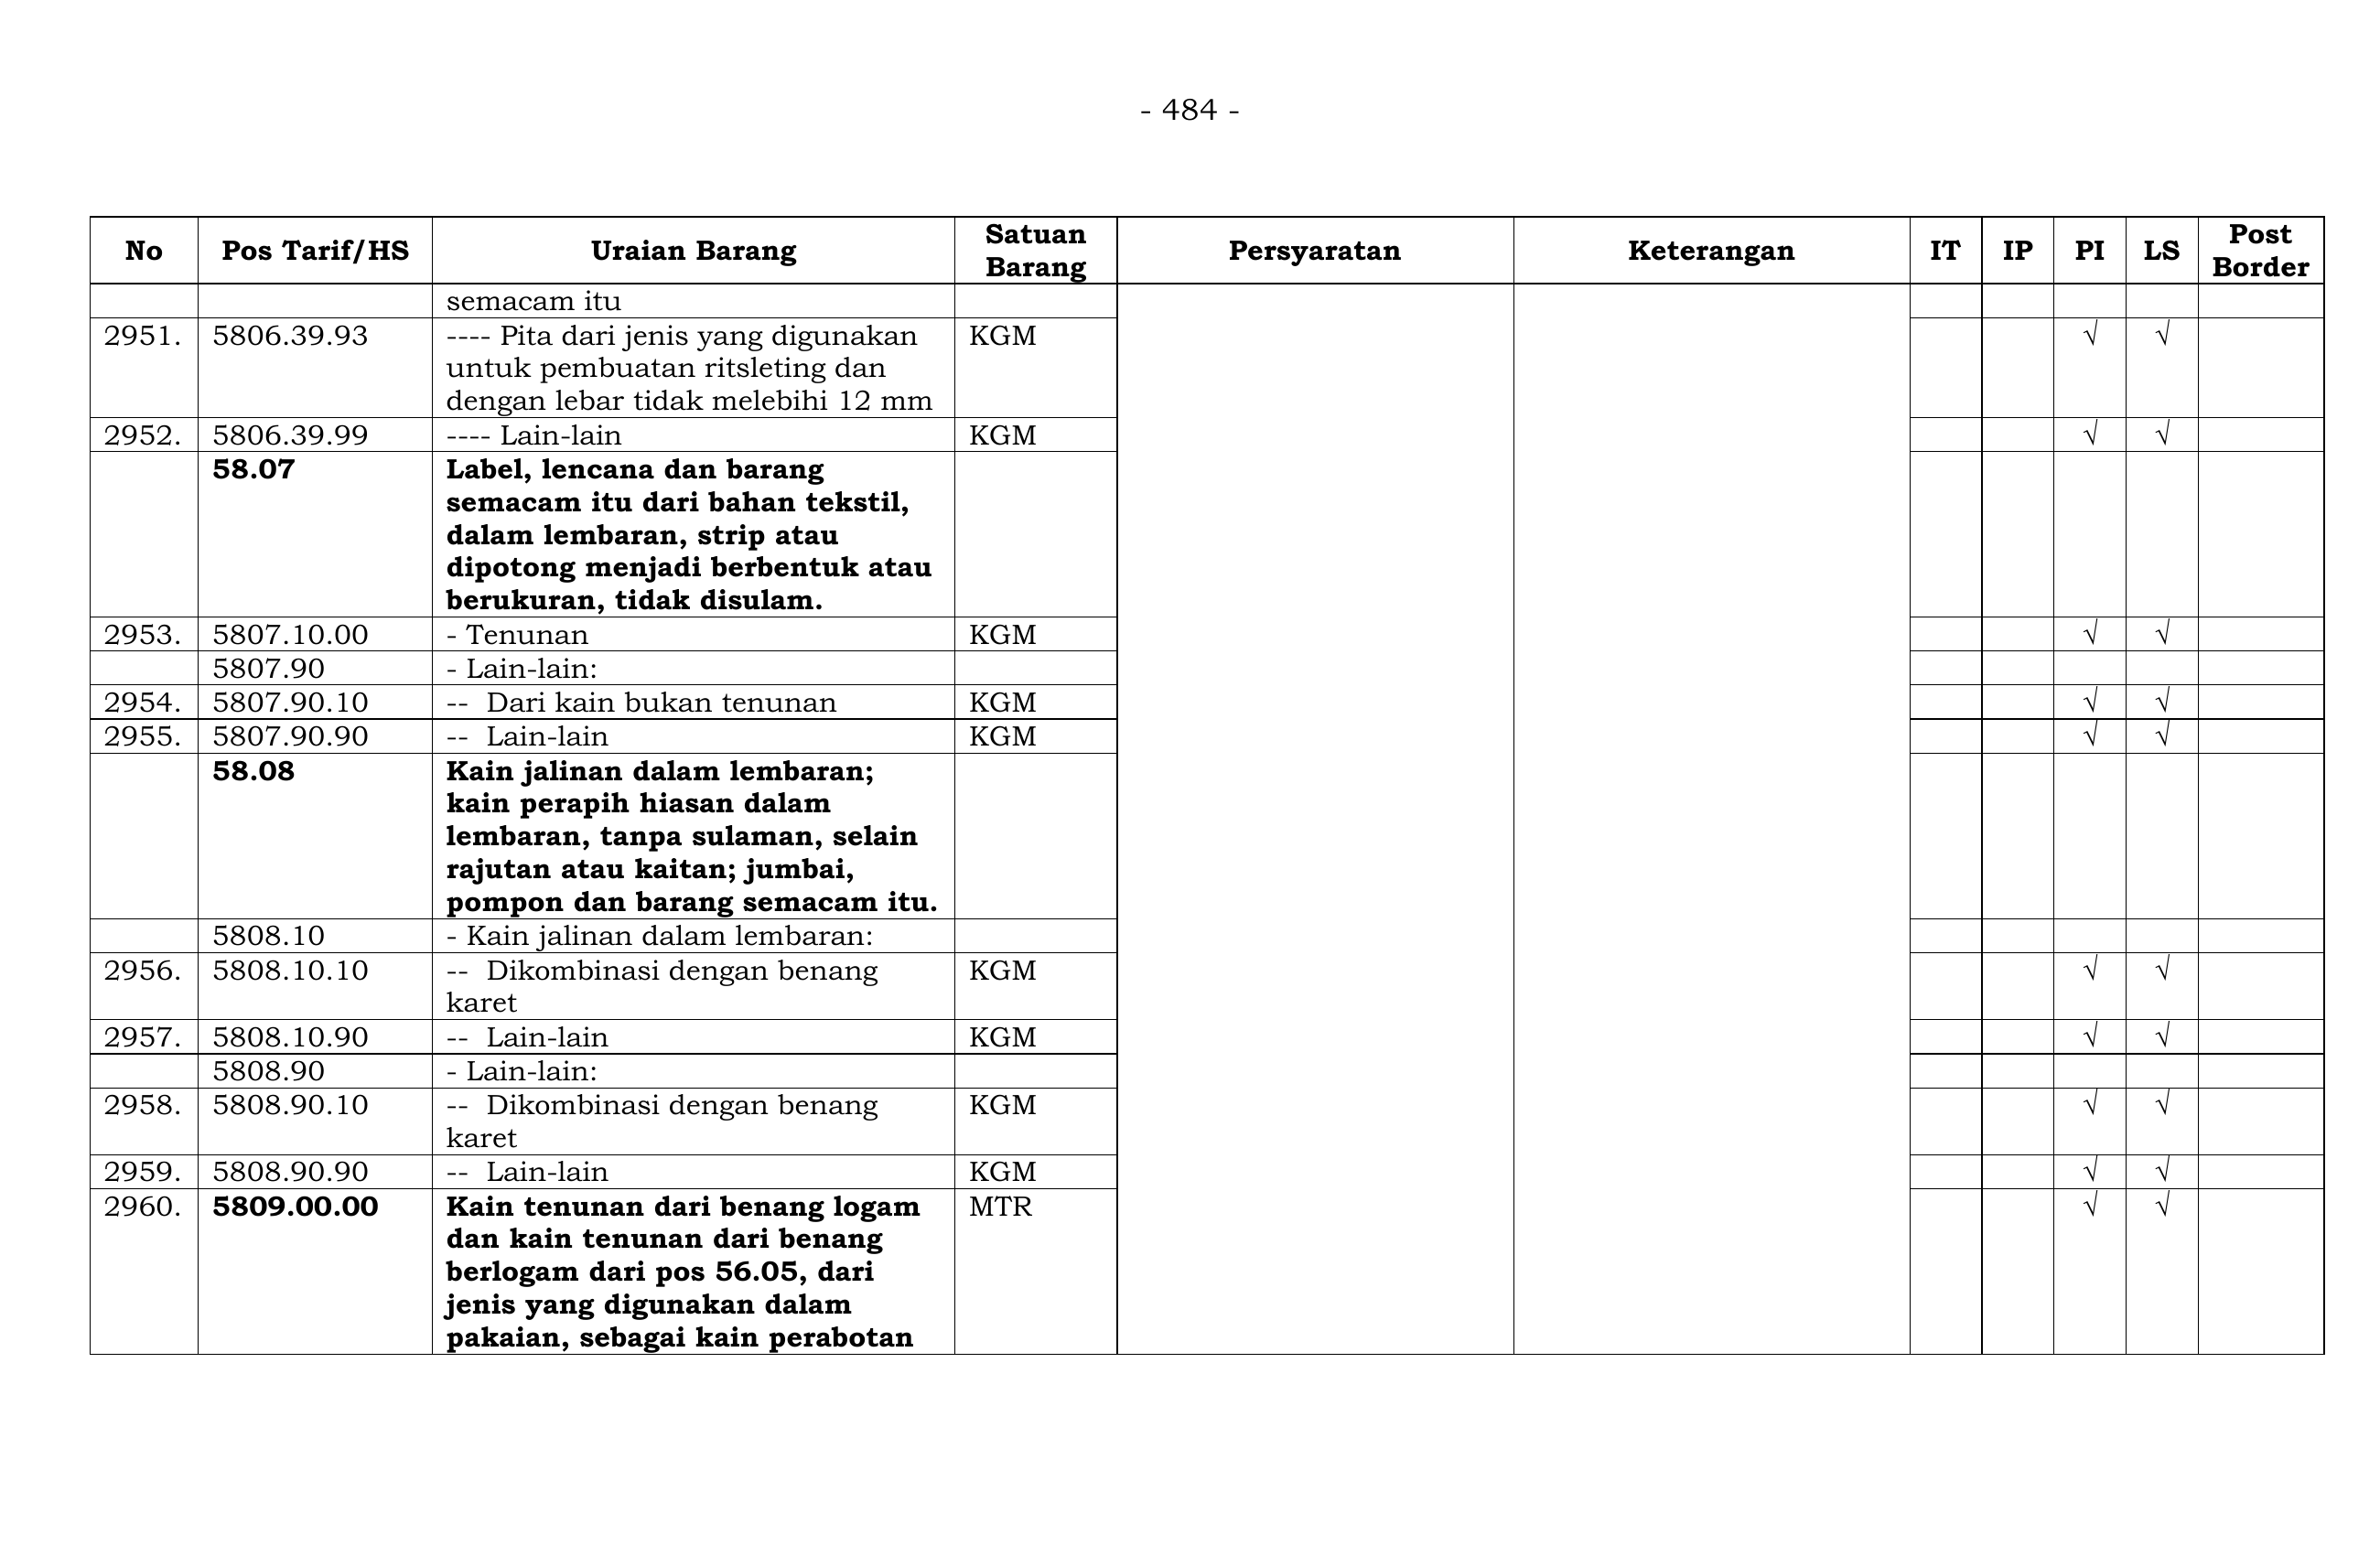 - 484 -
No Pos Tarif/HS Uraian Barang Satuan Barang Persyaratan Keterangan IT IP PI LS Post Border
semacam itu
2951. 5806.39.93 ---- Pita dari jenis yang digunakan KGM √ √
untuk pembuatan ritsleting dan
dengan lebar tidak melebihi 12 mm
2952. 5806.39.99 ---- Lain-lain KGM √ √
58.07 Label, lencana dan barang
semacam itu dari bahan tekstil,
dalam lembaran, strip atau
dipotong menjadi berbentuk atau
berukuran, tidak disulam.
2953. 5807.10.00 - Tenunan KGM √ √
5807.90 - Lain-lain:
2954. 5807.90.10 -- Dari kain bukan tenunan KGM √ √
2955. 5807.90.90 -- Lain-lain KGM √ √
58.08 Kain jalinan dalam lembaran;
kain perapih hiasan dalam
lembaran, tanpa sulaman, selain
rajutan atau kaitan; jumbai,
pompon dan barang semacam itu.
5808.10 - Kain jalinan dalam lembaran:
2956. 5808.10.10 -- Dikombinasi dengan benang KGM √ √
karet
2957. 5808.10.90 -- Lain-lain KGM √ √
5808.90 - Lain-lain:
2958. 5808.90.10 -- Dikombinasi dengan benang KGM √ √
karet
2959. 5808.90.90 -- Lain-lain KGM √ √
2960. 5809.00.00 Kain tenunan dari benang logam MTR √ √
dan kain tenunan dari benang
berlogam dari pos 56.05, dari
jenis yang digunakan dalam
pakaian, sebagai kain perabotan